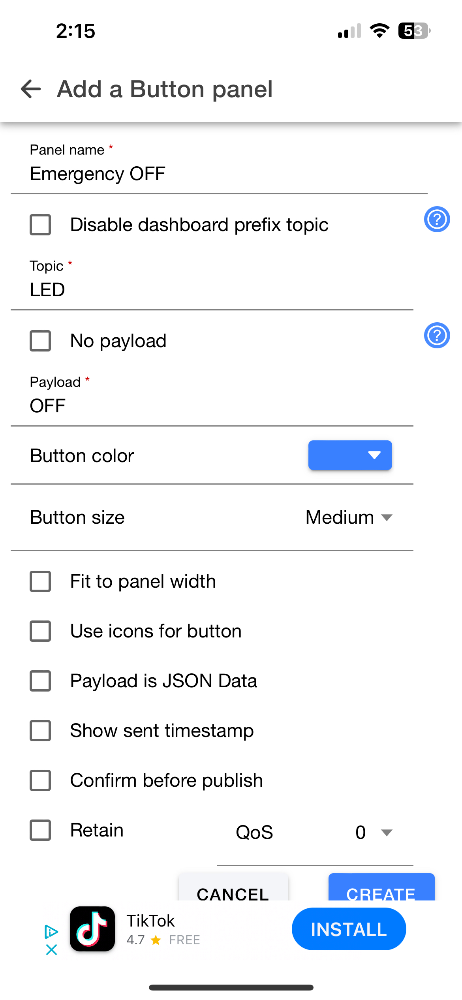 2:15
53
Add a Button panel
Panel name *
Emergency OFF
Disable dashboard prefix topic
?
Topic *
LED
No payload
?
Payload *
OFF
Button color
Button size
Medium
Fit to panel width
Use icons for button
Payload is JSON Data
Show sent timestamp
Confirm before publish
Retain
QoS
0
CANCEL
CREATE
TikTok
4.7 ★ FREE
INSTALL